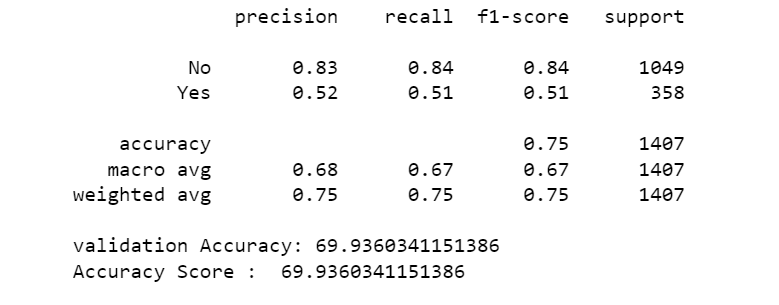 precision recall f1-score support
No 0.83 0.84 0.84 1049
Yes 0.52 0.51 0.51 358
accuracy 0.75 1407
macro avg 0.68 0.67 0.67 1407
weighted avg 0.75 0.75 0.75 1407
validation Accuracy: 69.9360341151386
Accuracy Score : 69.9360341151386